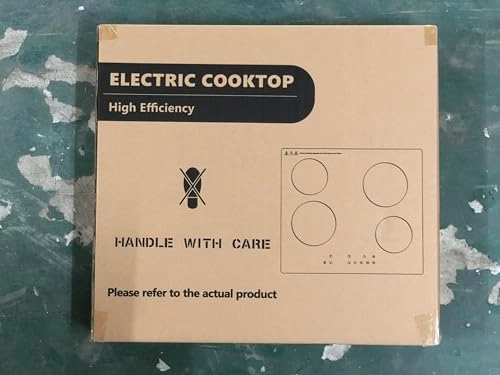 ELECTRIC COOKTOP
High Efficiency
HANDLE WITH CARE
Please refer to the actual product